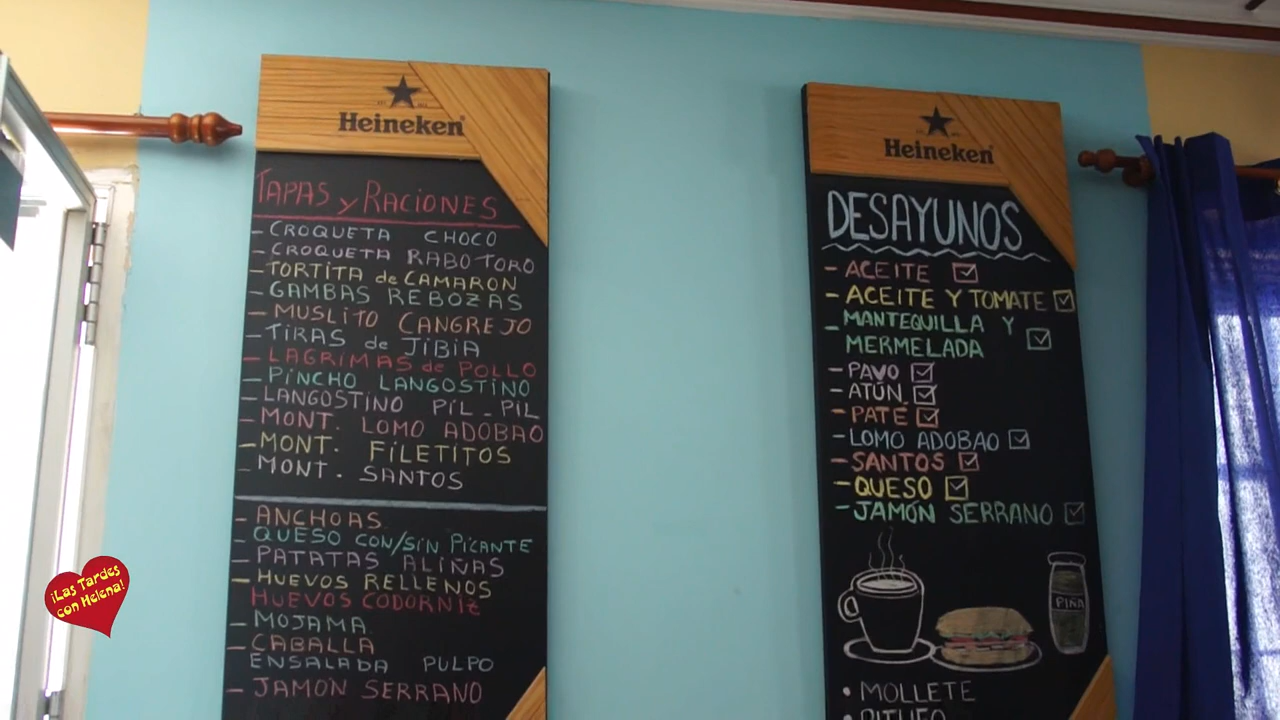 Heineken
TAPAS y RACIONES
- CROQUETA CHOCO
- CROQUETA RABO TORO
- TORTITA de CAMARON
- GAMBAS REBOZAS
- MUSLITO CANGREJO
- TIRAS de JIBIA
- LAGRIMAS de POLLO
- PINCHO LANGOSTINO
- LANGOSTINO PIL-PIL
- MONT. LOMO ADOBAO
- MONT. FILETITOS
- MONT. SANTOS
- ANCHOAS
- QUESO CON/SIN PICANTE
- PATATAS ALIÑAS
- HUEVOS RELLENOS
HUEVOS CODORNIZ
- MOJAMA
- CABALLA
ENSALADA PULPO
- JAMÓN SERRANO
Heineken
DESAYUNOS
- ACEITE
- ACEITE Y TOMATE
- MANTEQUILLA Y
MERMELADA
- PAVO
- ATÚN
- PATÉ
- LOMO ADOBAO
- SANTOS
- QUESO
- JAMÓN SERRANO
PIÑA
• MOLLETE
• PITUFO
¡Las Tardes
con Helena!